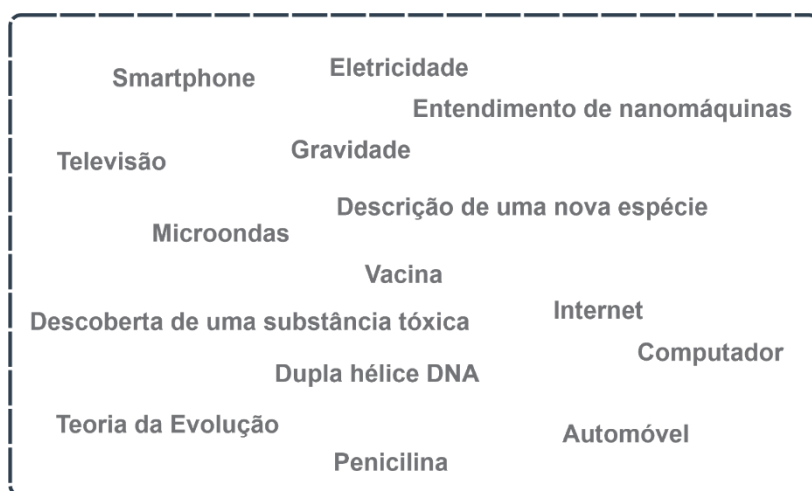 Eletricidade
Smartphone
Entendimento de nanomáquinas
Gravidade
Televisão
Descrição de uma nova espécie
Microondas
Vacina
Internet
Descoberta de uma substância tóxica
Computador
Dupla hélice DNA
Teoria da Evolução
Automóvel
Penicilina